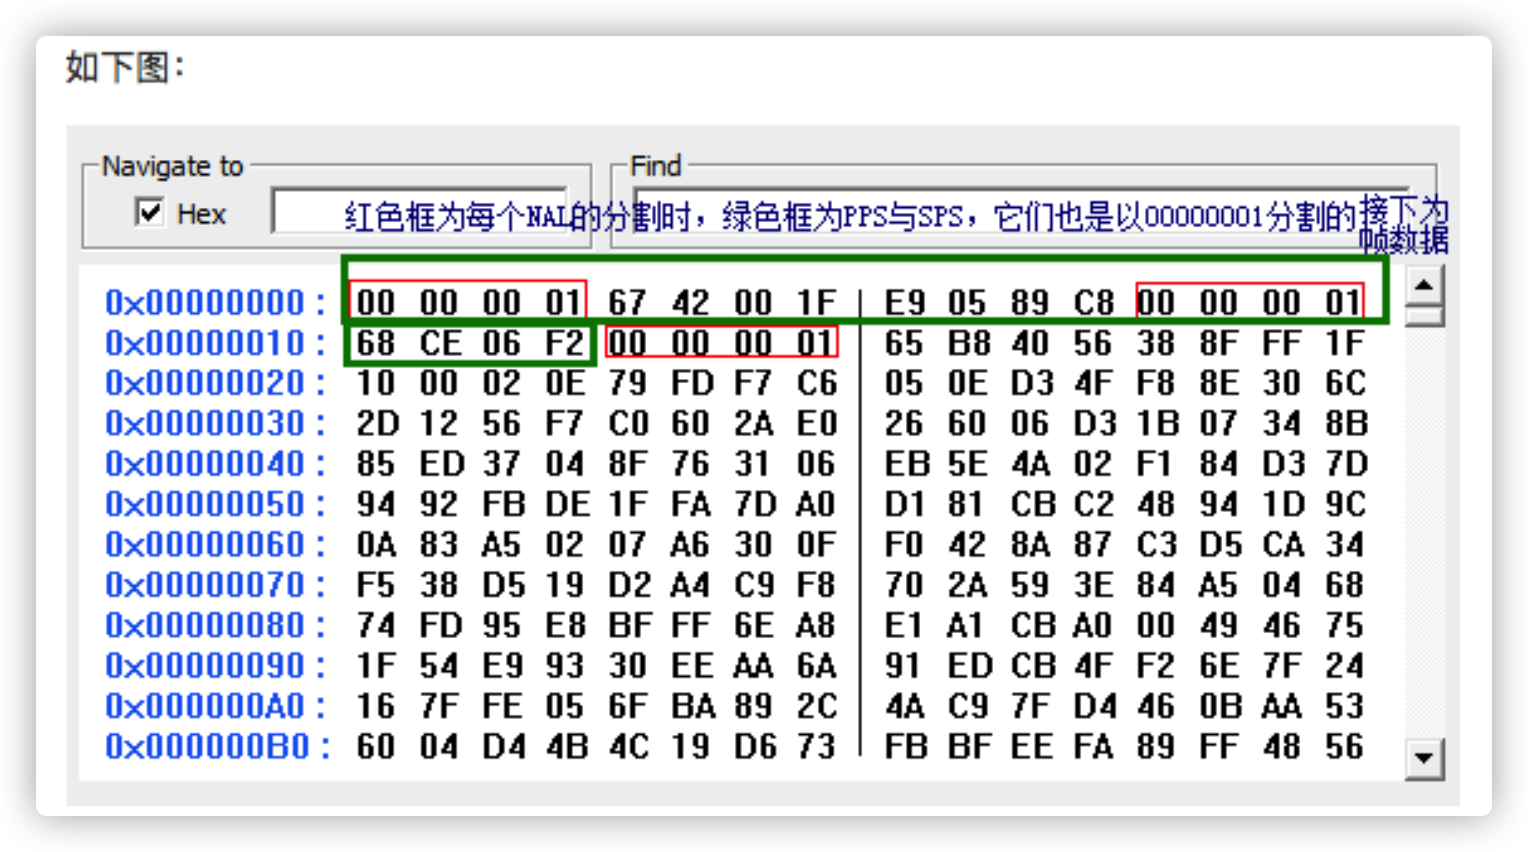 如下图：
Navigate to
Find
Hex
红色框为每个NAL的分割时，绿色框为PPS与SPS，它们也是以00000001分割的接下为
帧数据
0x00000000: 00 00 00 01 67 42 00 1F | E9 05 89 C8 00 00 00 01
0x00000010: 68 CE 06 F2 00 00 00 01 65 B8 40 56 38 8F FF 1F
0x00000020: 10 00 02 0E 79 FD F7 C6 05 0E D3 4F F8 8E 30 6C
0x00000030: 2D 12 56 F7 C0 60 2A E0 26 60 06 D3 1B 07 34 8B
0x00000040: 85 ED 37 04 8F 76 31 06 EB 5E 4A 02 F1 84 D3 7D
0x00000050: 94 92 FB DE 1F FA 7D A0 D1 81 CB C2 48 94 1D 9C
0x00000060: 0A 83 A5 02 07 A6 30 0F F0 42 8A 87 C3 D5 CA 34
0x00000070: F5 38 D5 19 D2 A4 C9 F8 70 2A 59 3E 84 A5 04 68
0x00000080: 74 FD 95 E8 BF FF 6E A8 E1 A1 CB A0 00 49 46 75
0x00000090: 1F 54 E9 93 30 EE AA 6A 91 ED CB 4F F2 6E 7F 24
0x000000A0: 16 7F FE 05 6F BA 89 2C 4A C9 7F D4 46 0B AA 53
0x000000B0: 60 04 D4 4B 4C 19 D6 73 FB BF EE FA 89 FF 48 56